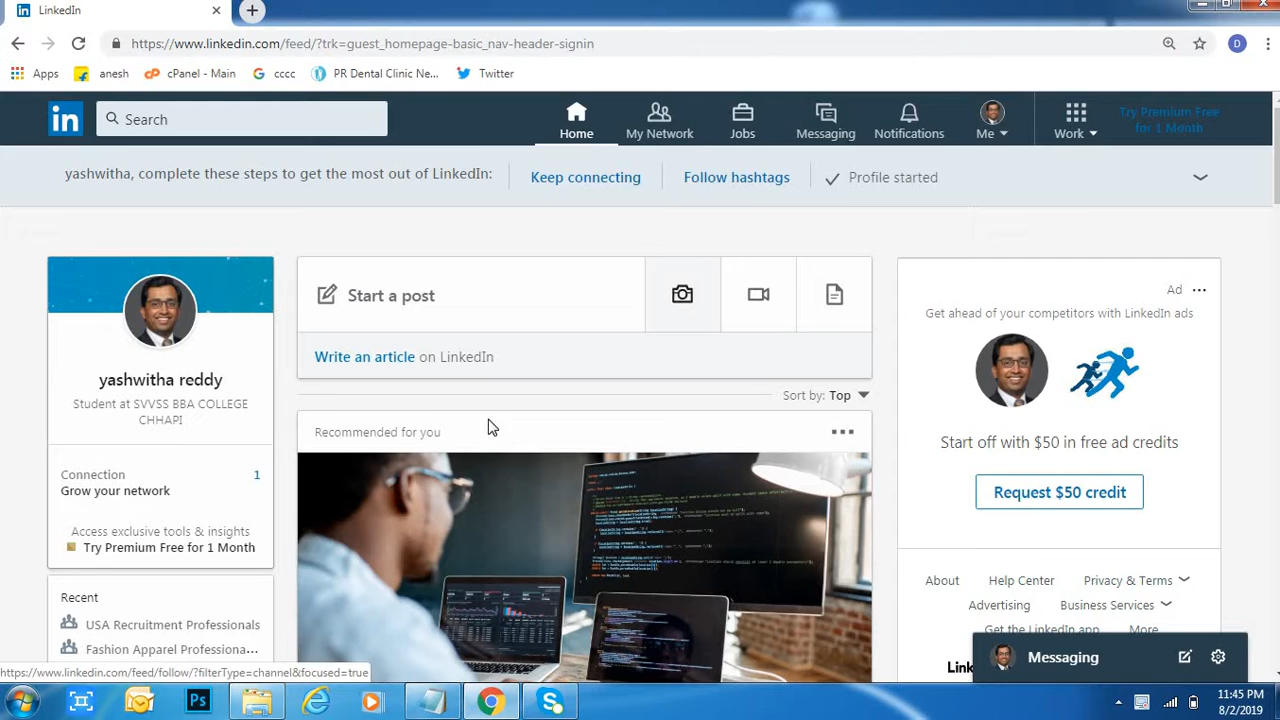 LinkedIn
https://www.linkedin.com/feed/?trk=guest_homepage-basic_nav-header-signin
D
Apps
anesh
cPanel - Main
cccc
PR Dental Clinic Ne...
Twitter
in
Search
Home
My Network
Jobs
Messaging
Notifications
Me
Work
Try Premium Free
for 1 Month
yashwitha, complete these steps to get the most out of LinkedIn:
Keep connecting
Follow hashtags
Profile started
yashwitha reddy
Student at SVVSS BBA COLLEGE
CHHAPI
Connection 1
Grow your network
Access exclusive tools & insights
Try Premium Free for 1 Month
Recent
USA Recruitment Professionals
Fashion Apparel Professiona...
Start a post
Write an article on LinkedIn
Sort by: Top
Recommended for you
Ad
Get ahead of your competitors with LinkedIn ads
Start off with $50 in free ad credits
Request $50 credit
About Help Center Privacy & Terms
Advertising Business Services
Get the LinkedIn app More
Link
Messaging
https://www.linkedin.com/feed/follow/?filterType=channel&focused=true
Ps
11:45 PM
8/2/2019